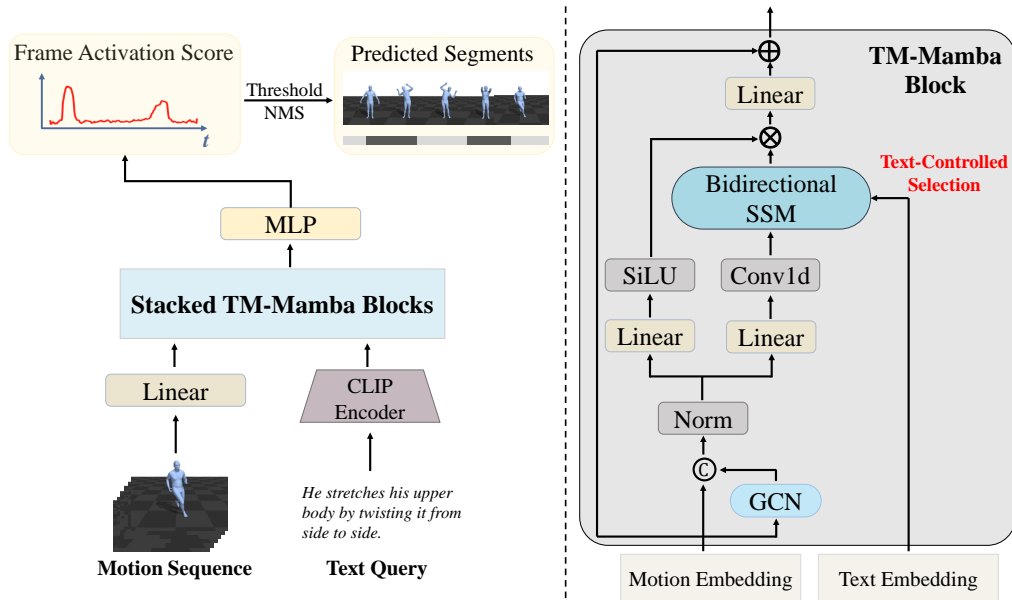 Frame Activation Score
t
Threshold
NMS
Predicted Segments
MLP
Stacked TM-Mamba Blocks
Linear
CLIP
Encoder
He stretches his upper
body by twisting it from
side to side.
Motion Sequence
Text Query
TM-Mamba
Block
Linear
Text-Controlled
Selection
Bidirectional
SSM
SiLU
Conv1d
Linear
Linear
Norm
C
GCN
Motion Embedding
Text Embedding